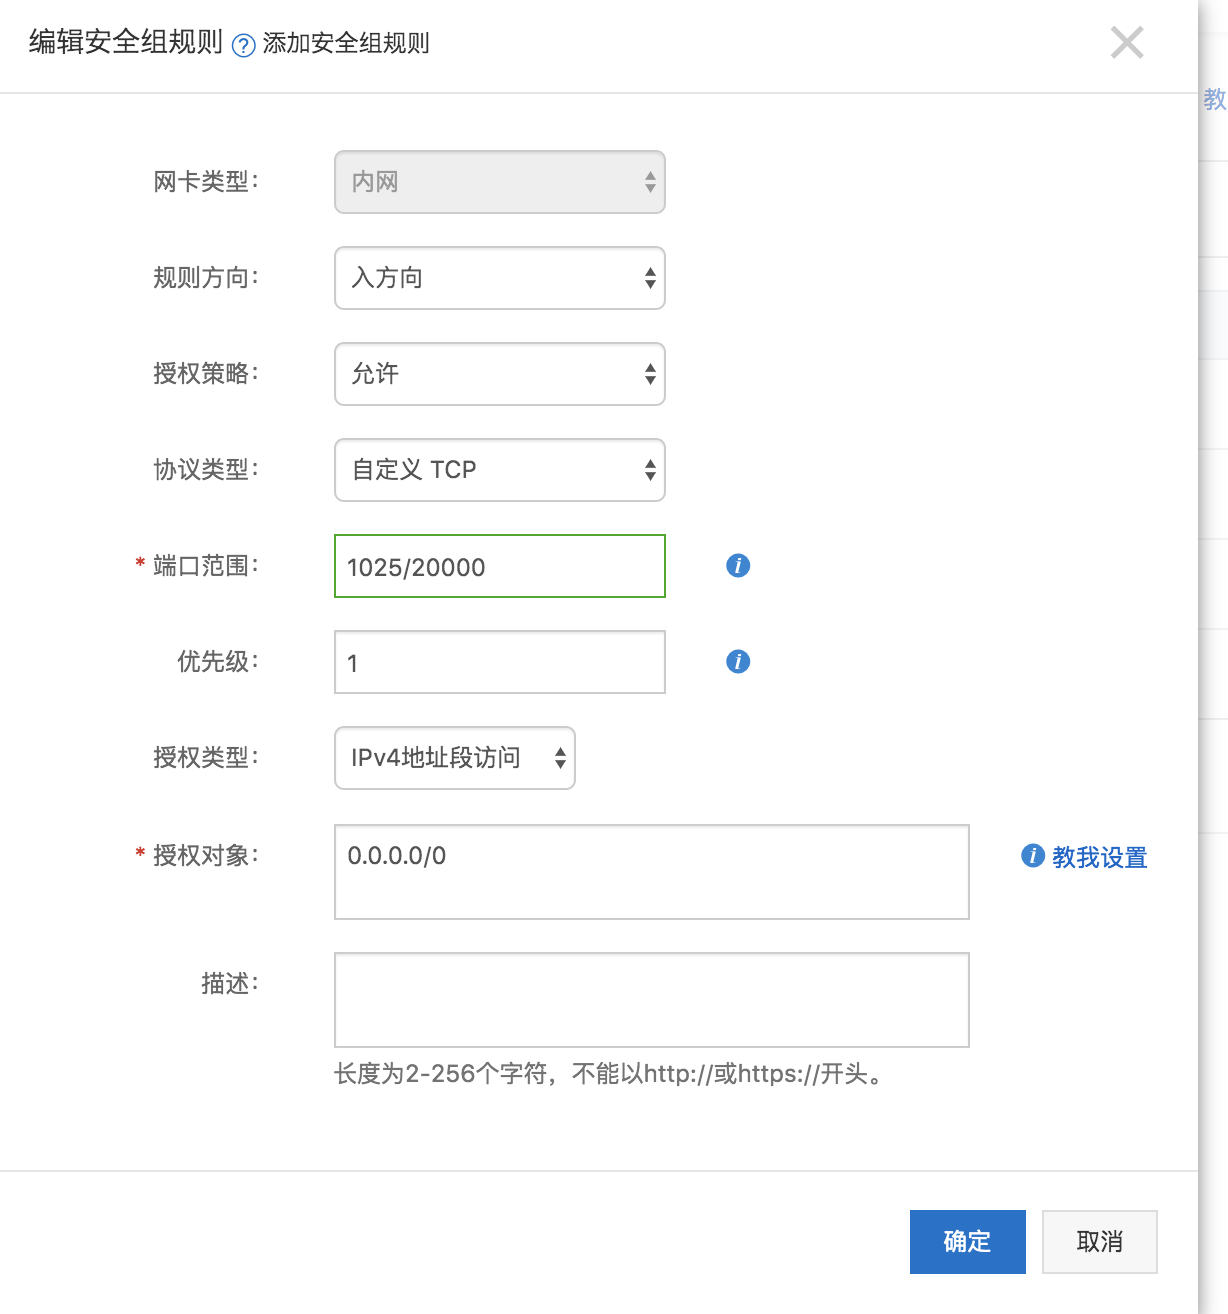 编辑安全组规则 ? 添加安全组规则
教
网卡类型： 内网
规则方向： 入方向
授权策略： 允许
协议类型： 自定义 TCP
* 端口范围： 1025/20000
优先级： 1
授权类型： IPv4地址段访问
* 授权对象： 0.0.0.0/0 教我设置
描述：
长度为2-256个字符，不能以http://或https://开头。
确定 取消